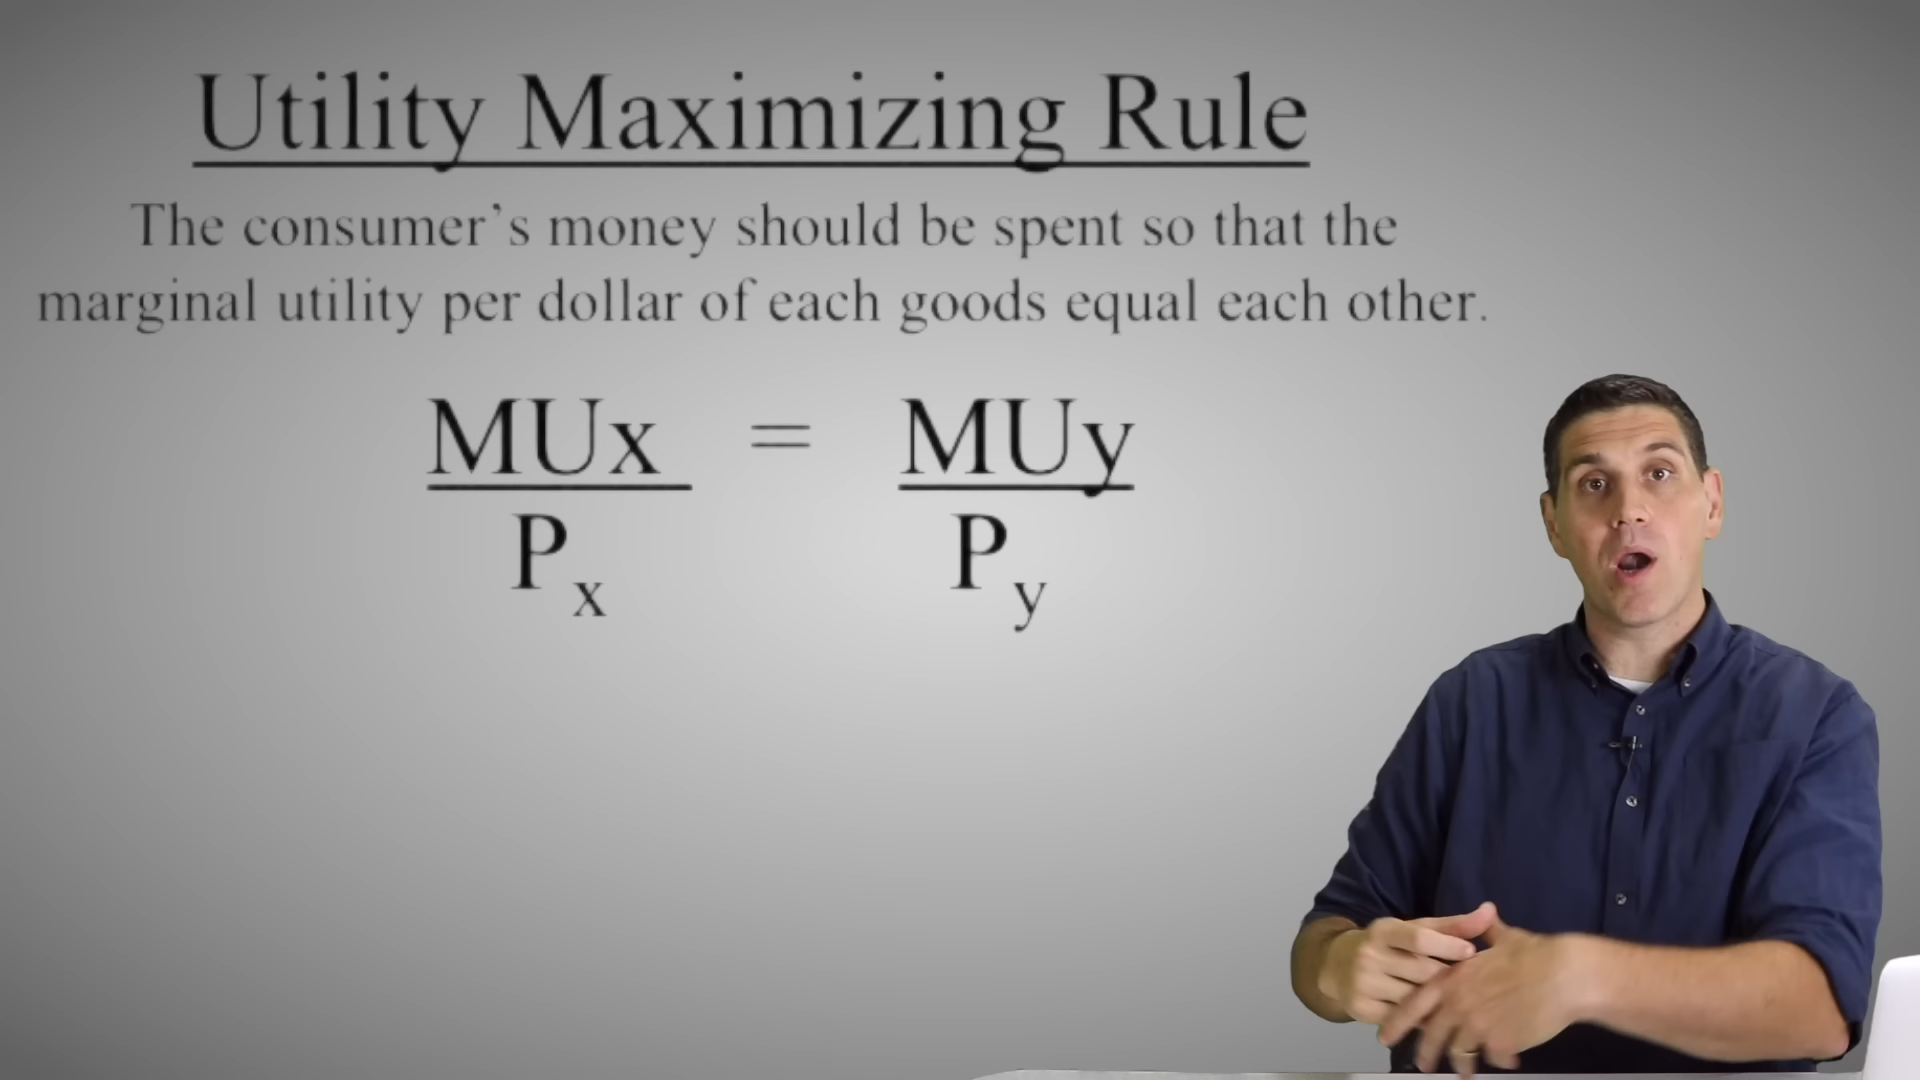 Utility Maximizing Rule
The consumer's money should be spent so that the
marginal utility per dollar of each goods equal each other.
MUx = MUy
Px Py